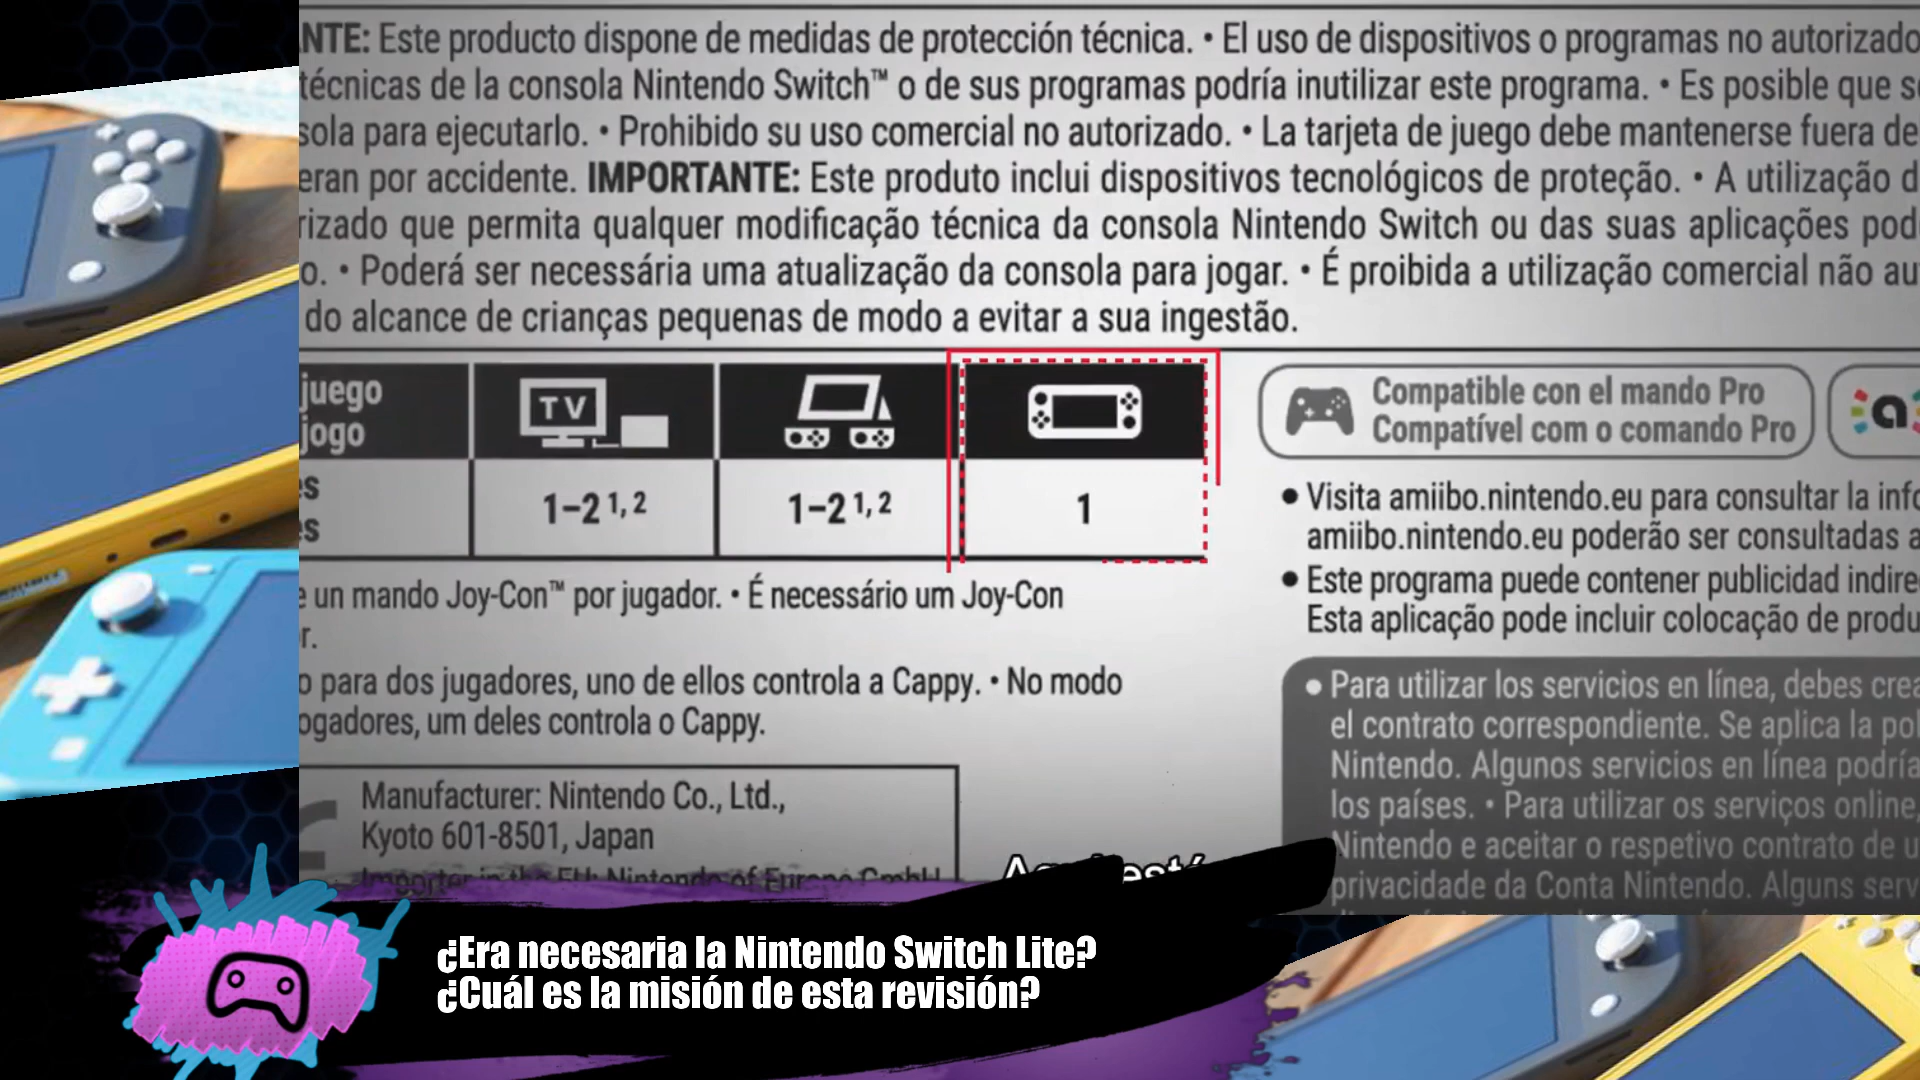 NTE: Este producto dispone de medidas de protección técnica. • El uso de dispositivos o programas no autorizado
técnicas de la consola Nintendo Switch™ o de sus programas podría inutilizar este programa. • Es posible que s
sola para ejecutarlo. • Prohibido su uso comercial no autorizado. • La tarjeta de juego debe mantenerse fuera de
eran por accidente. IMPORTANTE: Este produto inclui dispositivos tecnológicos de proteção. • A utilização d
rizado que permita qualquer modificação técnica da consola Nintendo Switch ou das suas aplicações pod
o. • Poderá ser necessária uma atualização da consola para jogar. • É proibida a utilização comercial não au
do alcance de crianças pequenas de modo a evitar a sua ingestão.
juego
jogo
TV
es
es
1–2 1, 2
1–2 1, 2
1
Compatible con el mando Pro
Compatível com o comando Pro
a
• Visita amiibo.nintendo.eu para consultar la info
amiibo.nintendo.eu poderão ser consultadas a
• Este programa puede contener publicidad indire
Esta aplicação pode incluir colocação de produ
e un mando Joy-Con™ por jugador. • É necessário um Joy-Con
r.
o para dos jugadores, uno de ellos controla a Cappy. • No modo
ogadores, um deles controla o Cappy.
• Para utilizar los servicios en línea, debes crea
el contrato correspondiente. Se aplica la pol
Nintendo. Algunos servicios en línea podría
los países. • Para utilizar os serviços online,
Nintendo e aceitar o respetivo contrato de u
privacidade da Conta Nintendo. Alguns serv
Manufacturer: Nintendo Co., Ltd.,
Kyoto 601-8501, Japan
Importer in the EU: Nintendo of Europe GmbH
¿Era necesaria la Nintendo Switch Lite?
¿Cuál es la misión de esta revisión?